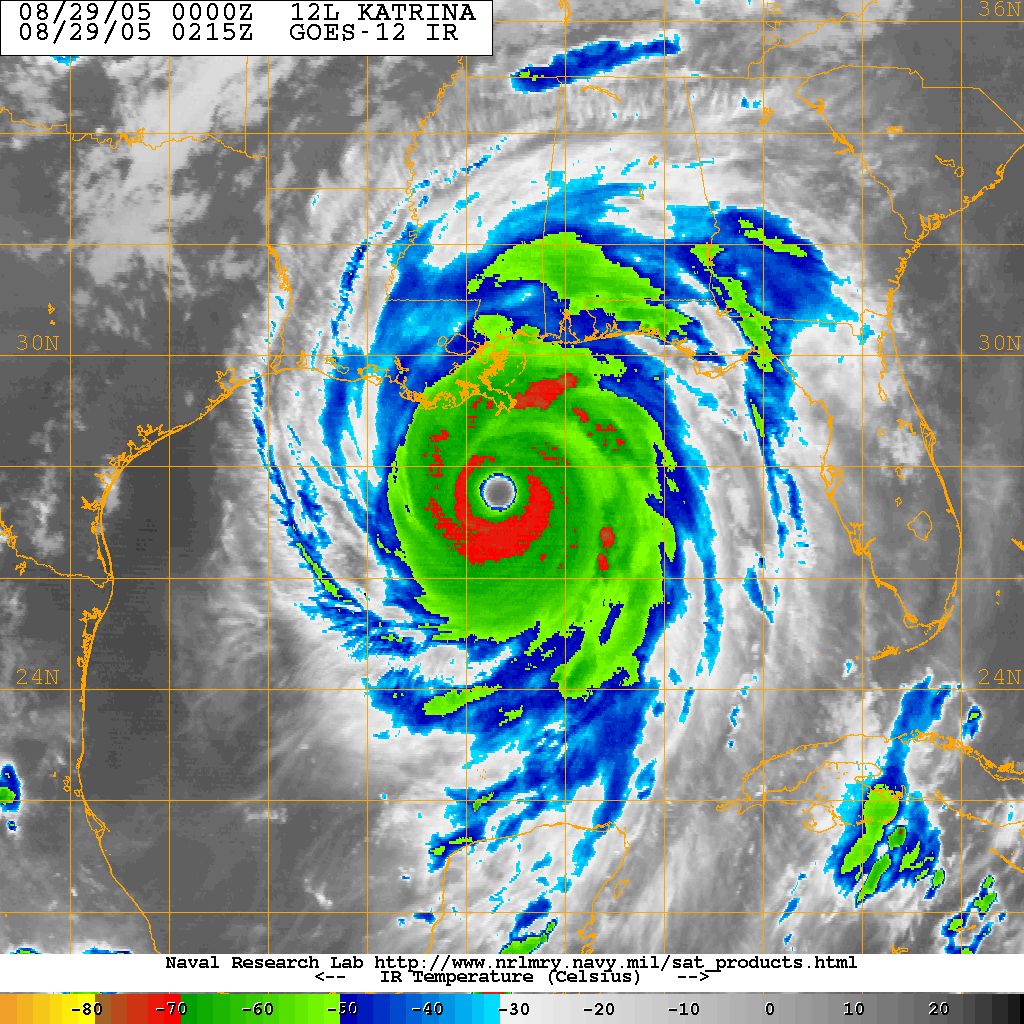 08/29/05 0000Z 12L KATRINA
08/29/05 0215Z GOES-12 IR
36N
30N 30N
24N 24N
Naval Research Lab http://www.nrlmry.navy.mil/sat_products.html
<-- IR Temperature (Celsius) -->
-80 -70 -60 -50 -40 -30 -20 -10 0 10 20